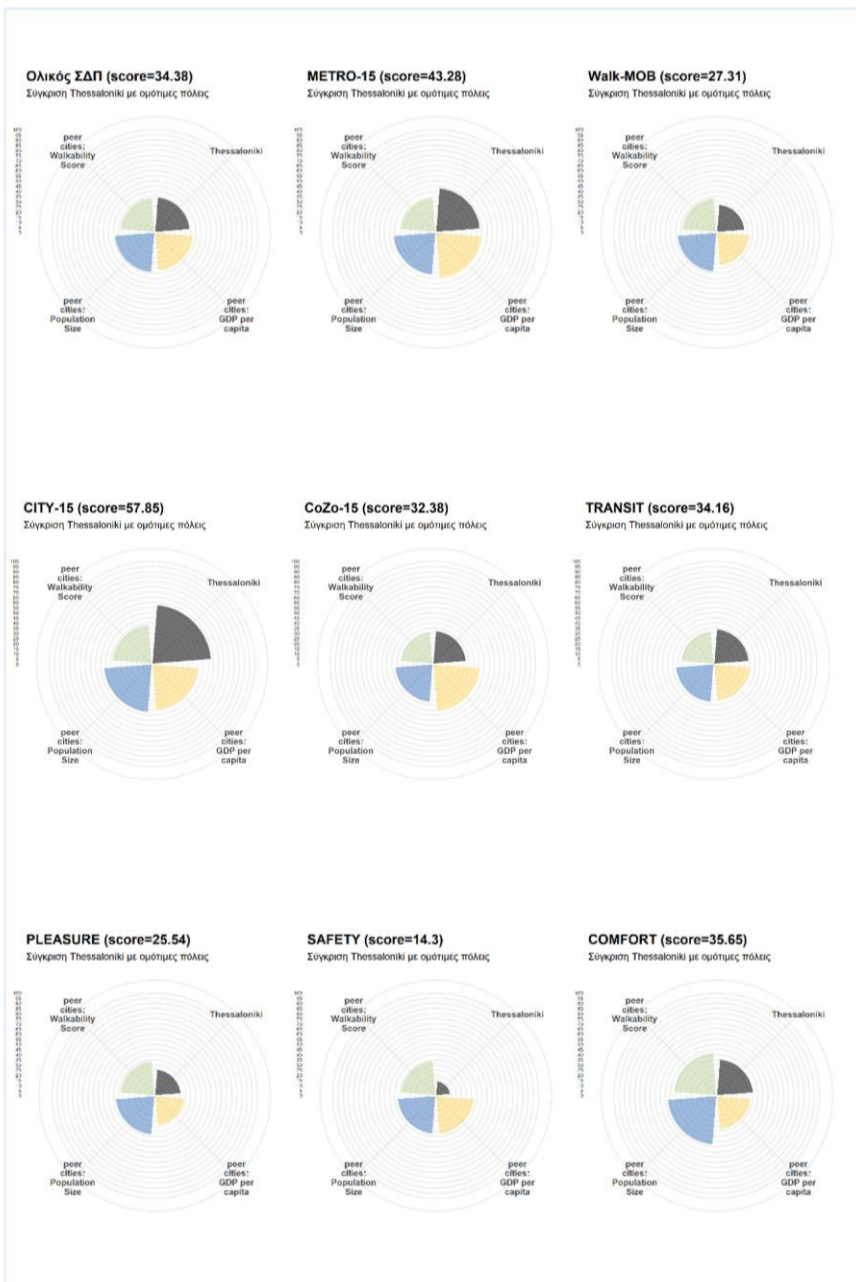 Ολικός ΣΔΠ (score=34.38)
Σύγκριση Thessaloniki με ομότιμες πόλεις
peer
cities:
Walkability
Score
Thessaloniki
peer
cities:
Population
Size
peer
cities:
GDP per
capita
METRO-15 (score=43.28)
Σύγκριση Thessaloniki με ομότιμες πόλεις
peer
cities:
Walkability
Score
Thessaloniki
peer
cities:
Population
Size
peer
cities:
GDP per
capita
Walk-MOB (score=27.31)
Σύγκριση Thessaloniki με ομότιμες πόλεις
peer
cities:
Walkability
Score
Thessaloniki
peer
cities:
Population
Size
peer
cities:
GDP per
capita
CITY-15 (score=57.85)
Σύγκριση Thessaloniki με ομότιμες πόλεις
peer
cities:
Walkability
Score
Thessaloniki
peer
cities:
Population
Size
peer
cities:
GDP per
capita
CoZo-15 (score=32.38)
Σύγκριση Thessaloniki με ομότιμες πόλεις
peer
cities:
Walkability
Score
Thessaloniki
peer
cities:
Population
Size
peer
cities:
GDP per
capita
TRANSIT (score=34.16)
Σύγκριση Thessaloniki με ομότιμες πόλεις
peer
cities:
Walkability
Score
Thessaloniki
peer
cities:
Population
Size
peer
cities:
GDP per
capita
PLEASURE (score=25.54)
Σύγκριση Thessaloniki με ομότιμες πόλεις
peer
cities:
Walkability
Score
Thessaloniki
peer
cities:
Population
Size
peer
cities:
GDP per
capita
SAFETY (score=14.3)
Σύγκριση Thessaloniki με ομότιμες πόλεις
peer
cities:
Walkability
Score
Thessaloniki
peer
cities:
Population
Size
peer
cities:
GDP per
capita
COMFORT (score=35.65)
Σύγκριση Thessaloniki με ομότιμες πόλεις
peer
cities:
Walkability
Score
Thessaloniki
peer
cities:
Population
Size
peer
cities:
GDP per
capita